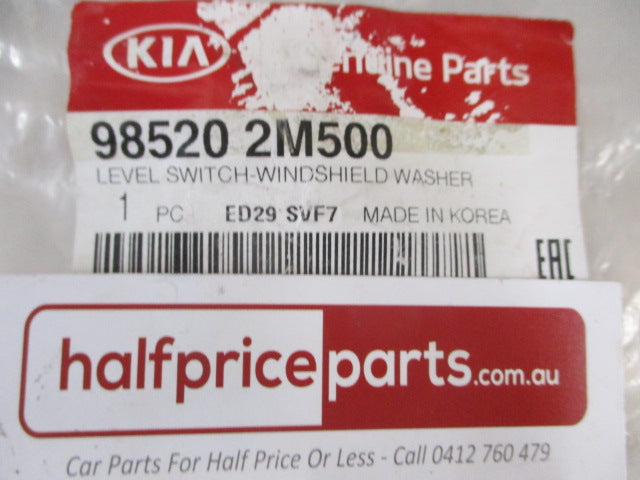 KIA
Parts
98520 2M500
LEVEL SWITCH-WINDSHIELD WASHER
1 PC ED29 SVF7 MADE IN KOREA
EAC
halfpriceparts.com.au
Car Parts For Half Price Or Less - Call 0412 760 479